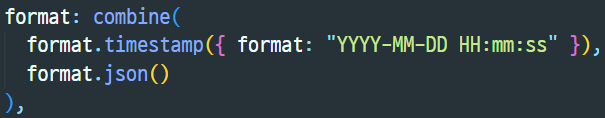 format: combine(
  format.timestamp({ format: "YYYY-MM-DD HH:mm:ss" }),
  format.json()
),